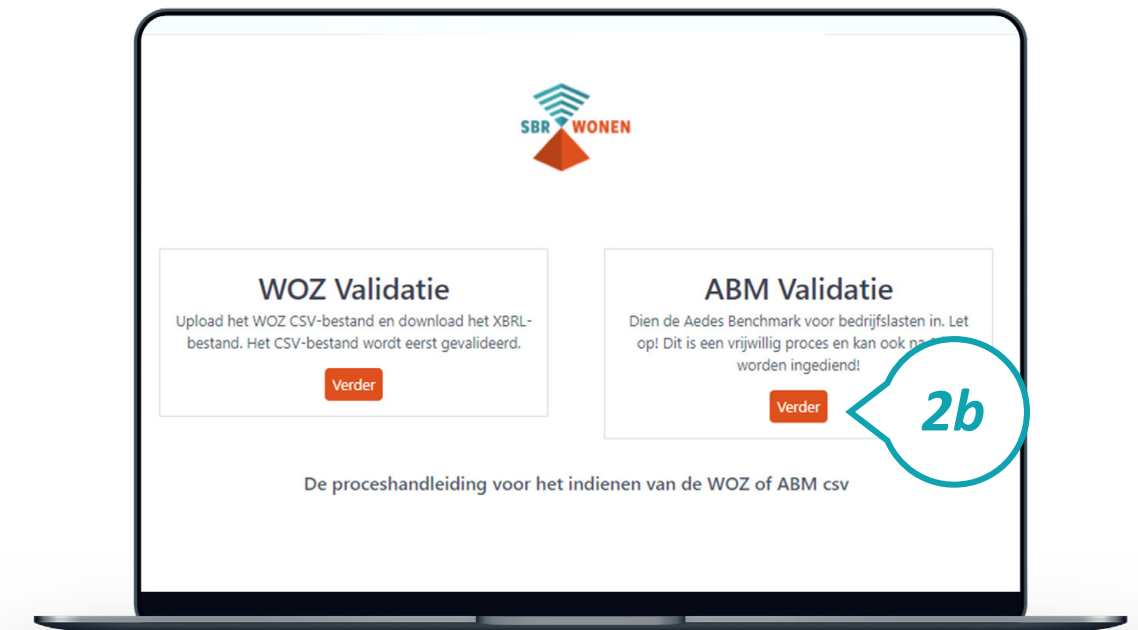 SBR WONEN
WOZ Validatie
Upload het WOZ CSV-bestand en download het XBRL-
bestand. Het CSV-bestand wordt eerst gevalideerd.
Verder
ABM Validatie
Dien de Aedes Benchmark voor bedrijfslasten in. Let
op! Dit is een vrijwillig proces en kan ook
worden ingediend!
Verder
2b
De proceshandleiding voor het indienen van de WOZ of ABM csv